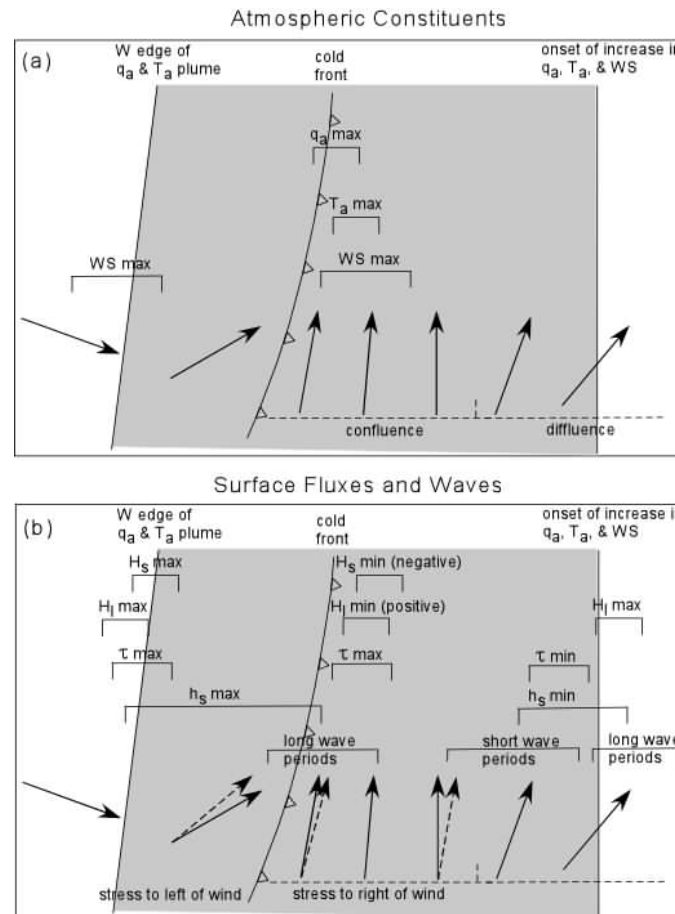 Atmospheric Constituents
(a)
W edge of
qa & Ta plume
cold
front
onset of increase in
qa, Ta, & WS
qa max
Ta max
WS max
WS max
confluence
diffluence
Surface Fluxes and Waves
(b)
W edge of
qa & Ta plume
cold
front
onset of increase in
qa, Ta, & WS
Hs max
Hs min (negative)
Hl max
Hl min (positive)
Hl max
τ max
τ max
τ min
hs max
hs min
long wave
periods
short wave
periods
long wave
periods
stress to left of wind
stress to right of wind